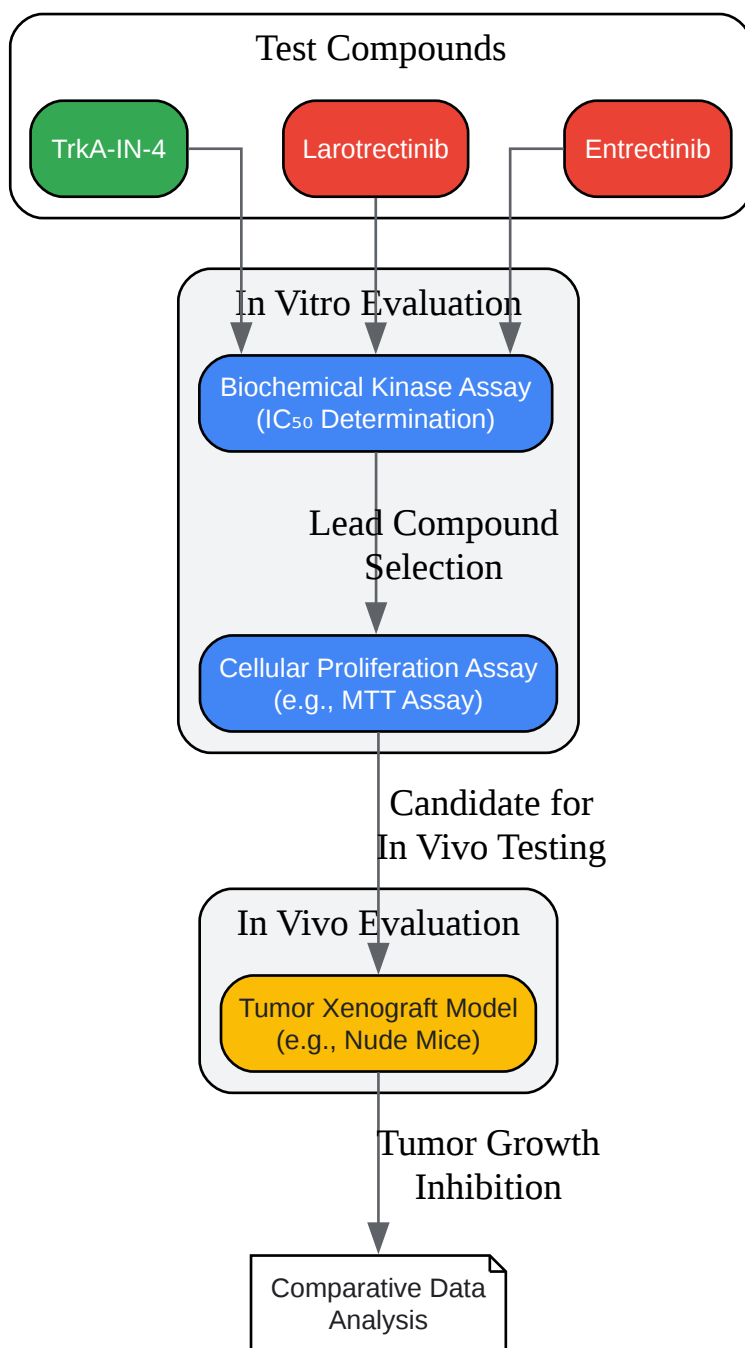 Test Compounds
TrkA-IN-4
Larotrectinib
Entrectinib
In Vitro Evaluation
Biochemical Kinase Assay
(IC₅₀ Determination)
Lead Compound
Selection
Cellular Proliferation Assay
(e.g., MTT Assay)
Candidate for
In Vivo Testing
In Vivo Evaluation
Tumor Xenograft Model
(e.g., Nude Mice)
Tumor Growth
Inhibition
Comparative Data
Analysis